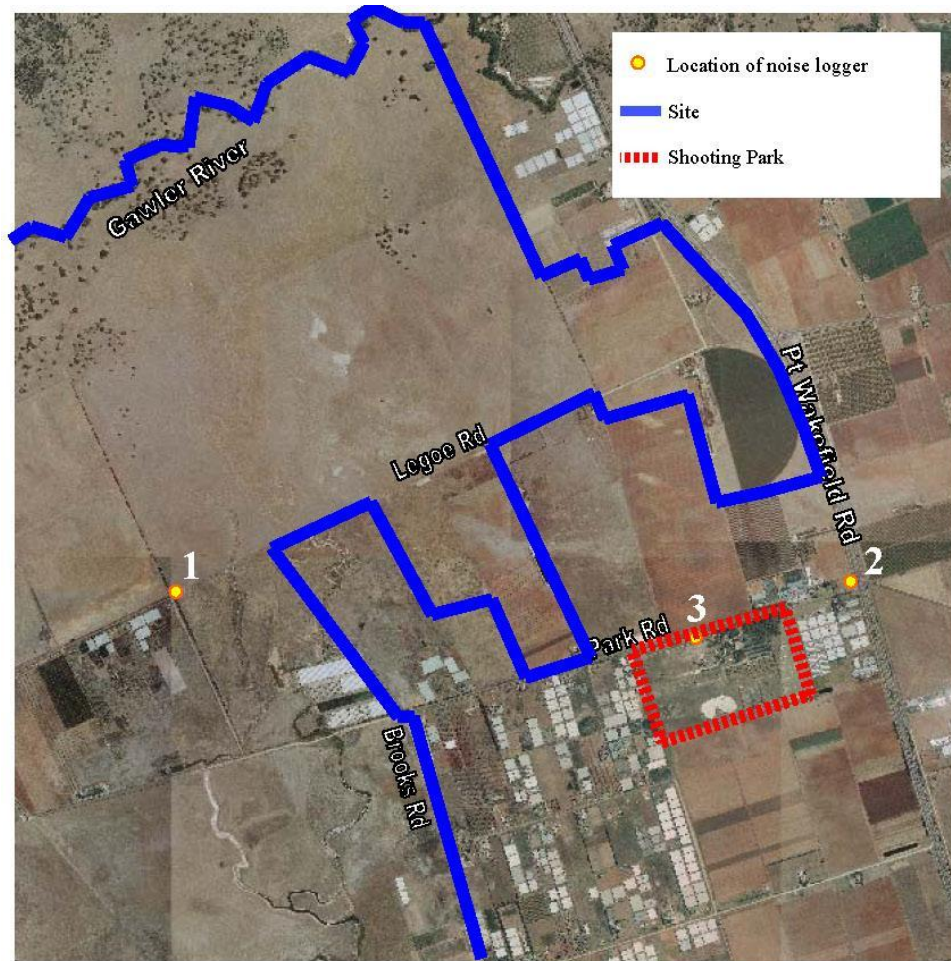 Location of noise logger
Site
Shooting Park
Gawler River
Pt Wakefield Rd
Legoe Rd
1
2
3
Park Rd
Brooks Rd